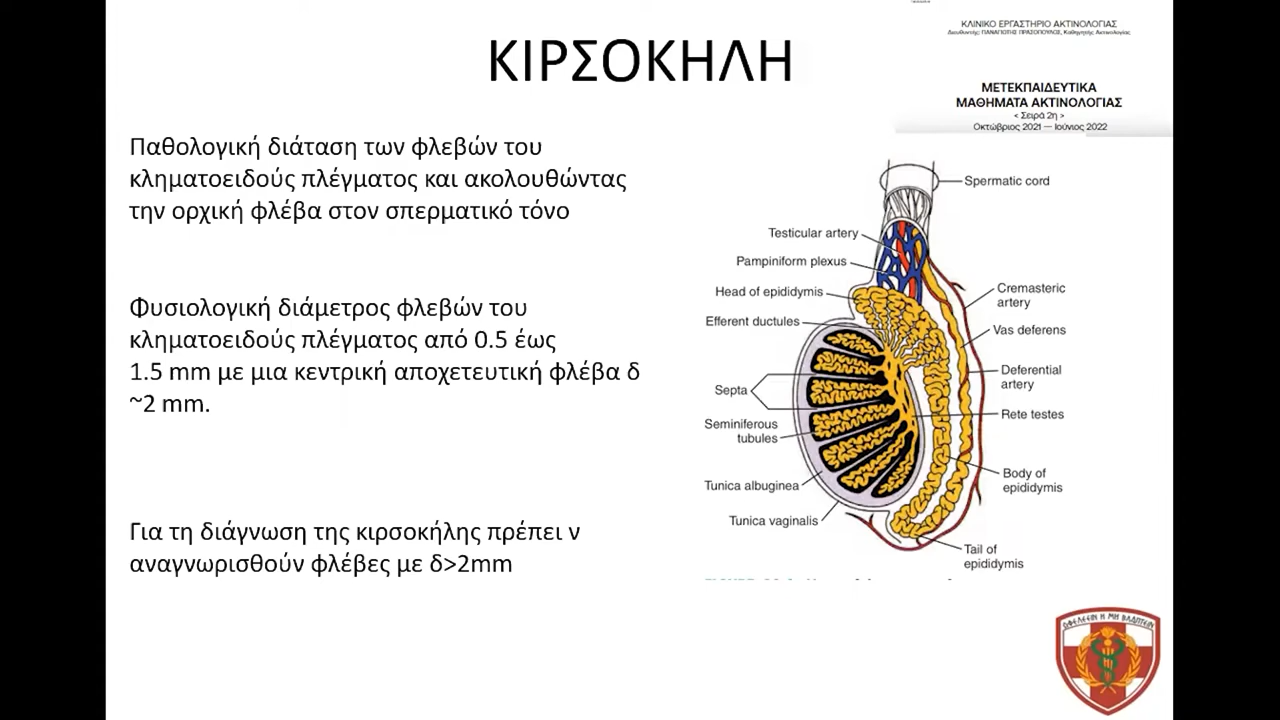 ΚΙΡΣΟΚΗΛΗ
ΚΛΙΝΙΚΟ ΕΡΓΑΣΤΗΡΙΟ ΑΚΤΙΝΟΛΟΓΙΑΣ
Διευθυντής: ΠΑΝΑΓΙΩΤΗΣ ΠΡΑΣΟΠΟΥΛΟΣ, Καθηγητής Ακτινολογίας
ΜΕΤΕΚΠΑΙΔΕΥΤΙΚΑ
ΜΑΘΗΜΑΤΑ ΑΚΤΙΝΟΛΟΓΙΑΣ
< Σειρά 2η >
Οκτώβριος 2021 — Ιούνιος 2022
Παθολογική διάταση των φλεβών του
κληματοειδούς πλέγματος και ακολουθώντας
την ορχική φλέβα στον σπερματικό τόνο
Φυσιολογική διάμετρος φλεβών του
κληματοειδούς πλέγματος από 0.5 έως
1.5 mm με μια κεντρική αποχετευτική φλέβα δ
~2 mm.
Για τη διάγνωση της κιρσοκήλης πρέπει ν
αναγνωρισθούν φλέβες με δ>2mm
Spermatic cord
Testicular artery
Pampiniform plexus
Head of epididymis
Efferent ductules
Septa
Seminiferous
tubules
Tunica albuginea
Tunica vaginalis
Cremasteric
artery
Vas deferens
Deferential
artery
Rete testes
Body of
epididymis
Tail of
epididymis
ΩΦΕΛΕΕΙΝ Η ΜΗ ΒΛΑΠΤΕΙΝ